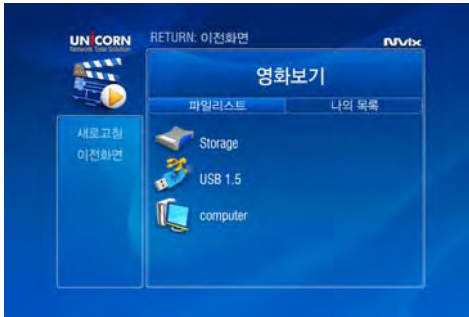 UNiCORN
Network Total Solution
RETURN: 이전화면
NVvix
영화보기
파일리스트
나의 목록
새로고침
이전화면
Storage
USB 1.5
computer